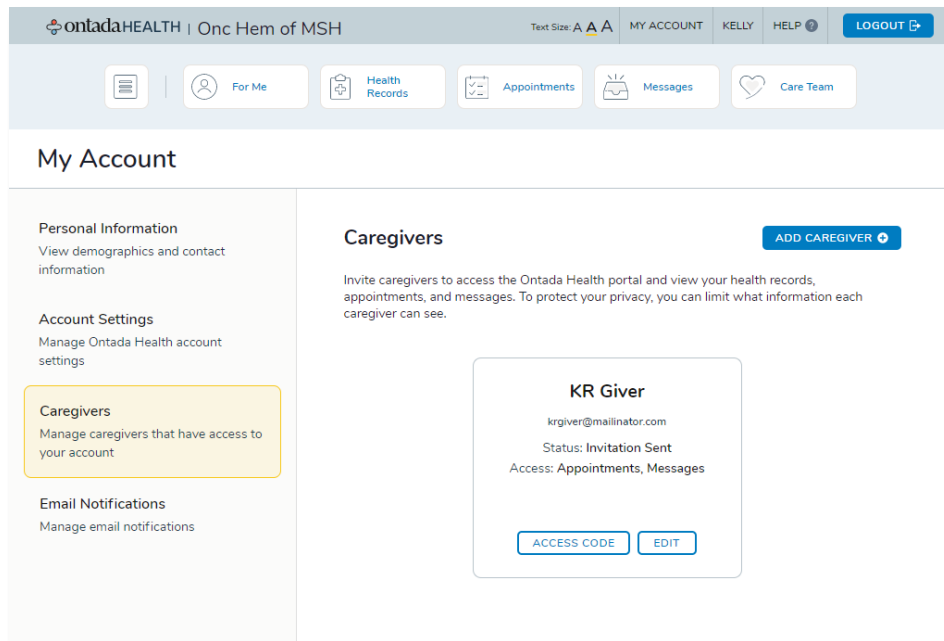 ontadaHEALTH | Onc Hem of MSH
Text Size: A A A
MY ACCOUNT
KELLY
HELP ?
LOGOUT
For Me
Health
Records
Appointments
Messages
Care Team
My Account
Personal Information
View demographics and contact
information
Account Settings
Manage Ontada Health account
settings
Caregivers
Manage caregivers that have access to
your account
Email Notifications
Manage email notifications
Caregivers
ADD CAREGIVER
Invite caregivers to access the Ontada Health portal and view your health records,
appointments, and messages. To protect your privacy, you can limit what information each
caregiver can see.
KR Giver
krgiver@mailinator.com
Status: Invitation Sent
Access: Appointments, Messages
ACCESS CODE
EDIT